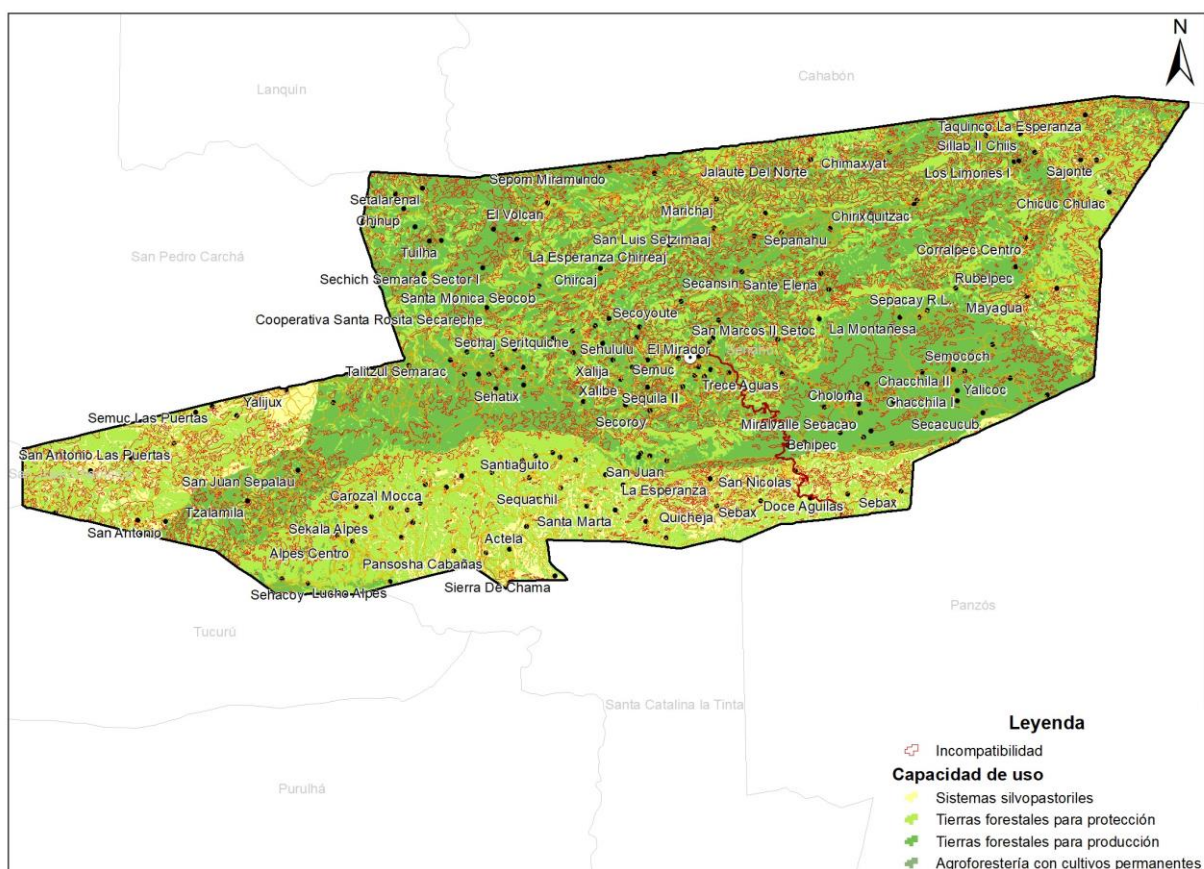 N
Lanquín
Cahabón
Taquinco La Esperanza
Sillab II Chiis
Chimaxyat
Jalaute Del Norte
Los Limones I
Sajonte
Sepom Miramundo
Setalarenal
Chicuc Chulac
El Volcan
Marichaj
Chirixquitzac
Chinup
San Luis Setzimaaj
Sepanahu
Tuilha
Corralpec Centro
San Pedro Carchá
La Esperanza Chirreaj
Sechich Semarac Sector I
Chircaj
Secansin
Sante Elena
Rubelpec
Santa Monica Seocob
Sepacay R.L.
Mayagua
Cooperativa Santa Rosita Secareche
Secoyoute
San Marcos II Setoc
La Montañesa
Sechaj Seritquiche
Sehululu
El Mirador
Senahú
Semococh
Talitzul Semarac
Xalija
Semuc
Trece Aguas
Chacchila II
Yalicoc
Yalijux
Sehatix
Xalibe
Sequila II
Choloma
Chacchila I
Semuc Las Puertas
Secoroy
Miralvalle Secacao
Secacucub
Benipec
San Antonio Las Puertas
Santiaguito
San Juan
San Juan Sepalau
La Esperanza
San Nicolas
Carozal Mocca
Sequachil
Tzalamila
Sebax
Doce Aguilas
Sebax
San Antonio
Sekala Alpes
Santa Marta
Quicheja
Actela
Alpes Centro
Pansosha Cabañas
Sierra De Chama
Senacoy
Lucho Alpes
Panzós
Tucurú
Santa Catalina la Tinta
Purulhá
Leyenda
Incompatibilidad
Capacidad de uso
Sistemas silvopastoriles
Tierras forestales para protección
Tierras forestales para producción
Agroforestería con cultivos permanentes